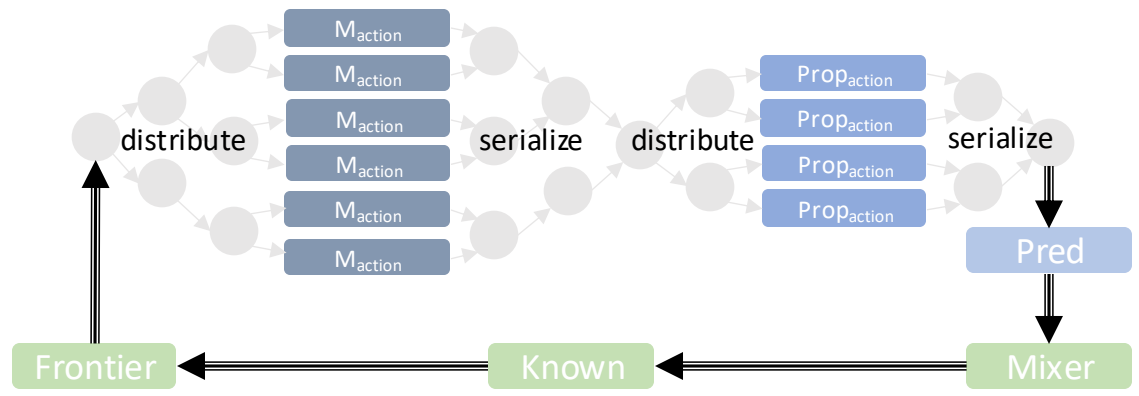 M_action
M_action
M_action
M_action
M_action
M_action
distribute
serialize
distribute
Prop_action
Prop_action
Prop_action
Prop_action
serialize
Pred
Frontier
Known
Mixer